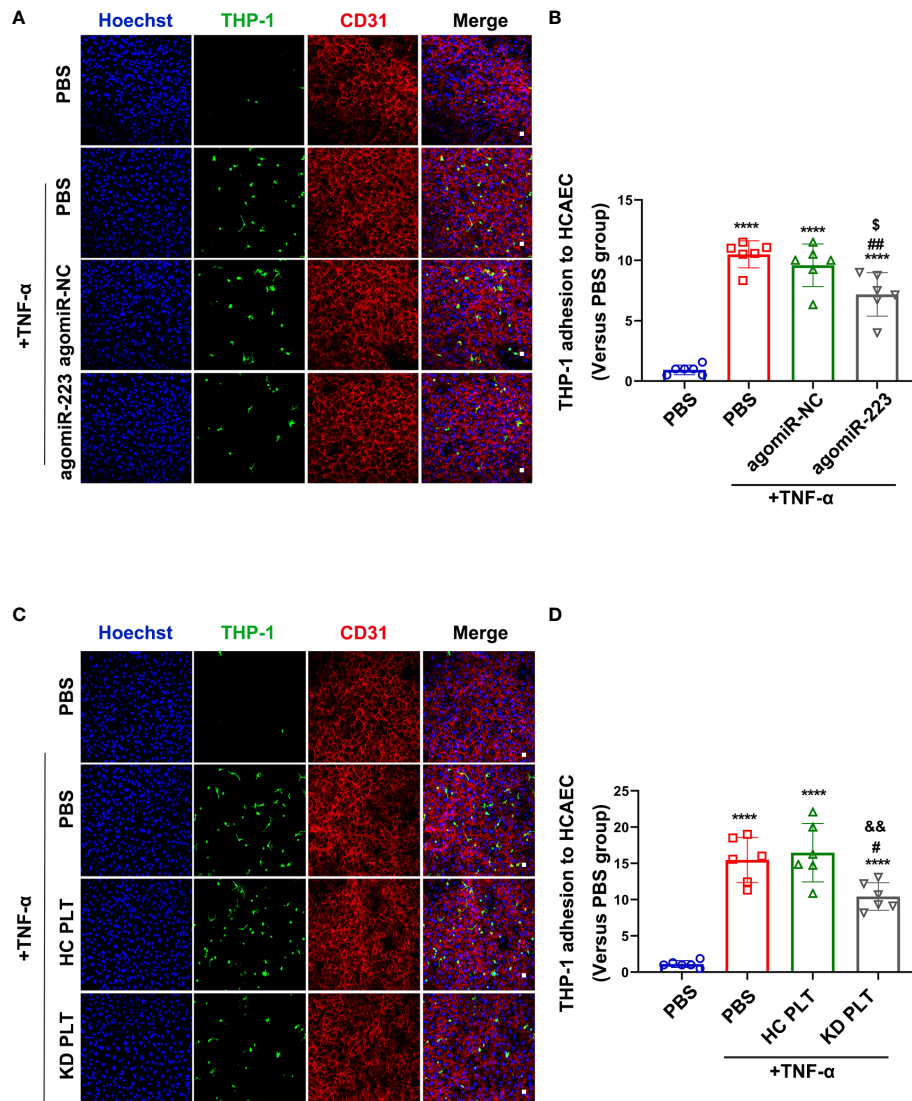 A
Hoechst THP-1 CD31 Merge
PBS
PBS
agomiR-NC
agomiR-223
+TNF-α
B
THP-1 adhesion to HCAEC
(Versus PBS group)
15
10
5
0
****
****
$
##
****
PBS
PBS
agomiR-NC
agomiR-223
+TNF-α
C
Hoechst THP-1 CD31 Merge
PBS
PBS
HC PLT
KD PLT
+TNF-α
D
THP-1 adhesion to HCAEC
(Versus PBS group)
25
20
15
10
5
0
****
****
&&
#
****
PBS
PBS
HC PLT
KD PLT
+TNF-α